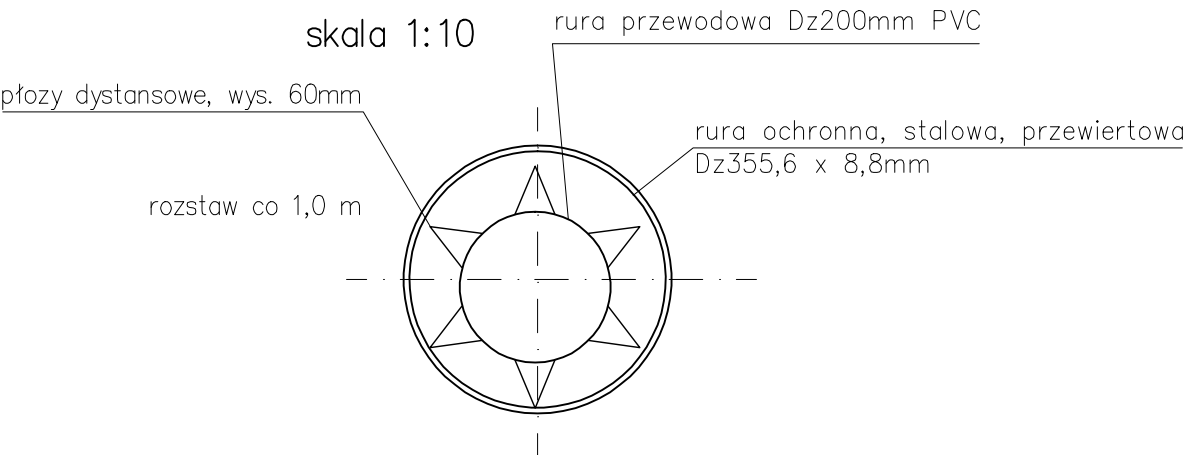 skala 1:10
rura przewodowa Dz200mm PVC
płozy dystansowe, wys. 60mm
rura ochronna, stalowa, przewiertowa
Dz355,6 x 8,8mm
rozstaw co 1,0 m